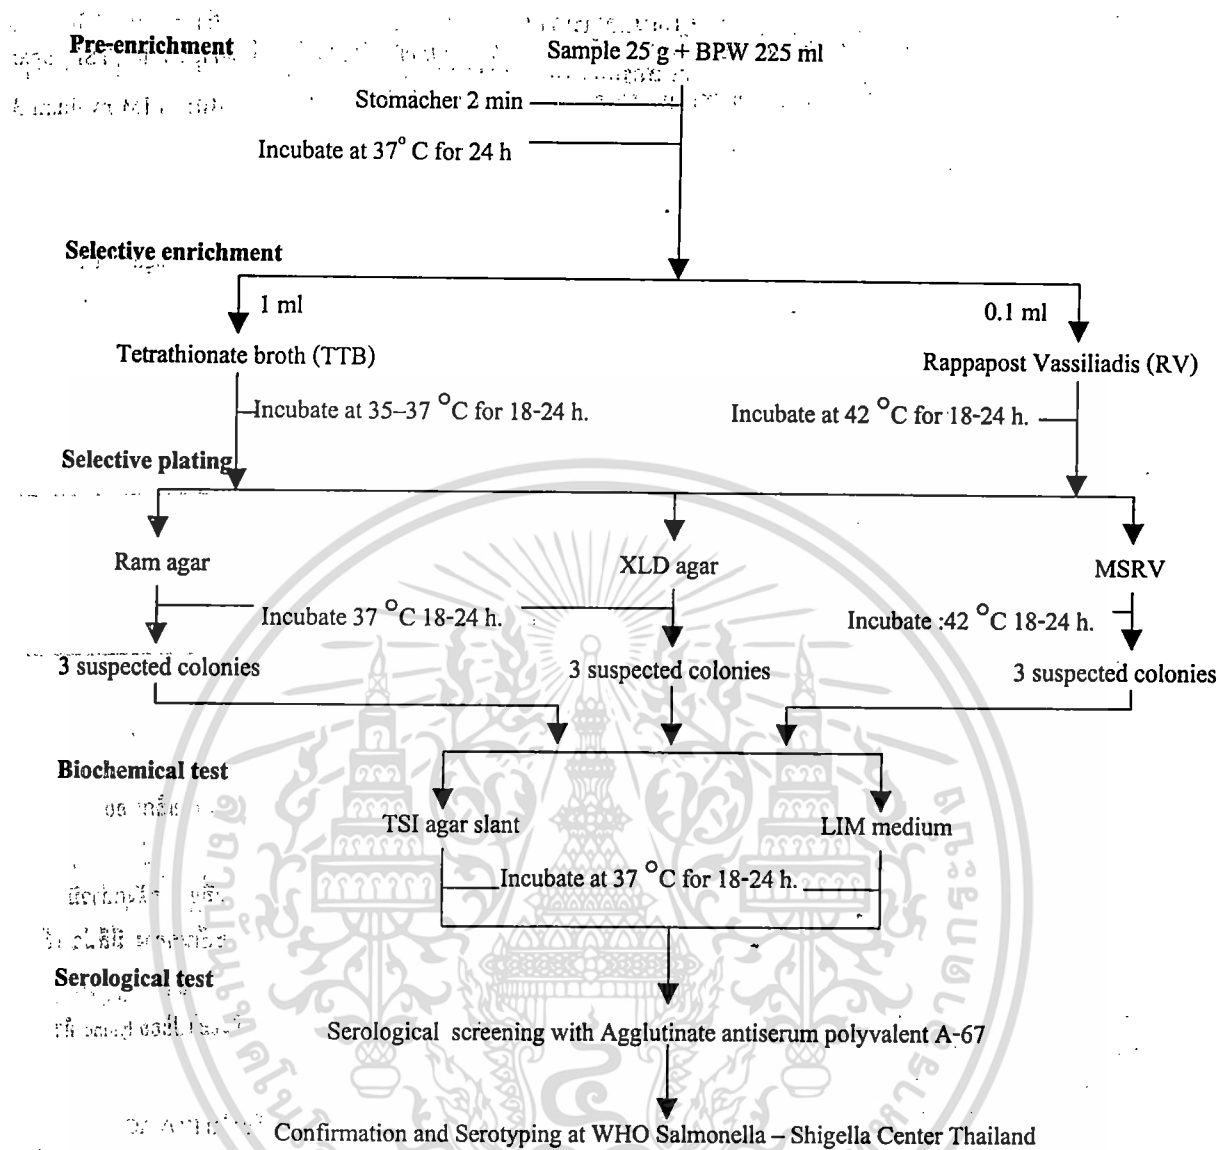 Pre-enrichment
Sample 25 g + BPW 225 ml
Stomacher 2 min
Incubate at 37° C for 24 h
Selective enrichment
1 ml
0.1 ml
Tetrathionate broth (TTB)
Rappapost Vassiliadis (RV)
Incubate at 35–37 °C for 18-24 h.
Incubate at 42 °C for 18-24 h.
Selective plating
Ram agar
XLD agar
MSRV
Incubate 37 °C 18-24 h.
Incubate :42 °C 18-24 h.
3 suspected colonies
3 suspected colonies
3 suspected colonies
Biochemical test
TSI agar slant
LIM medium
Incubate at 37 °C for 18-24 h.
Serological test
Serological screening with Agglutinate antiserum polyvalent A-67
Confirmation and Serotyping at WHO Salmonella – Shigella Center Thailand